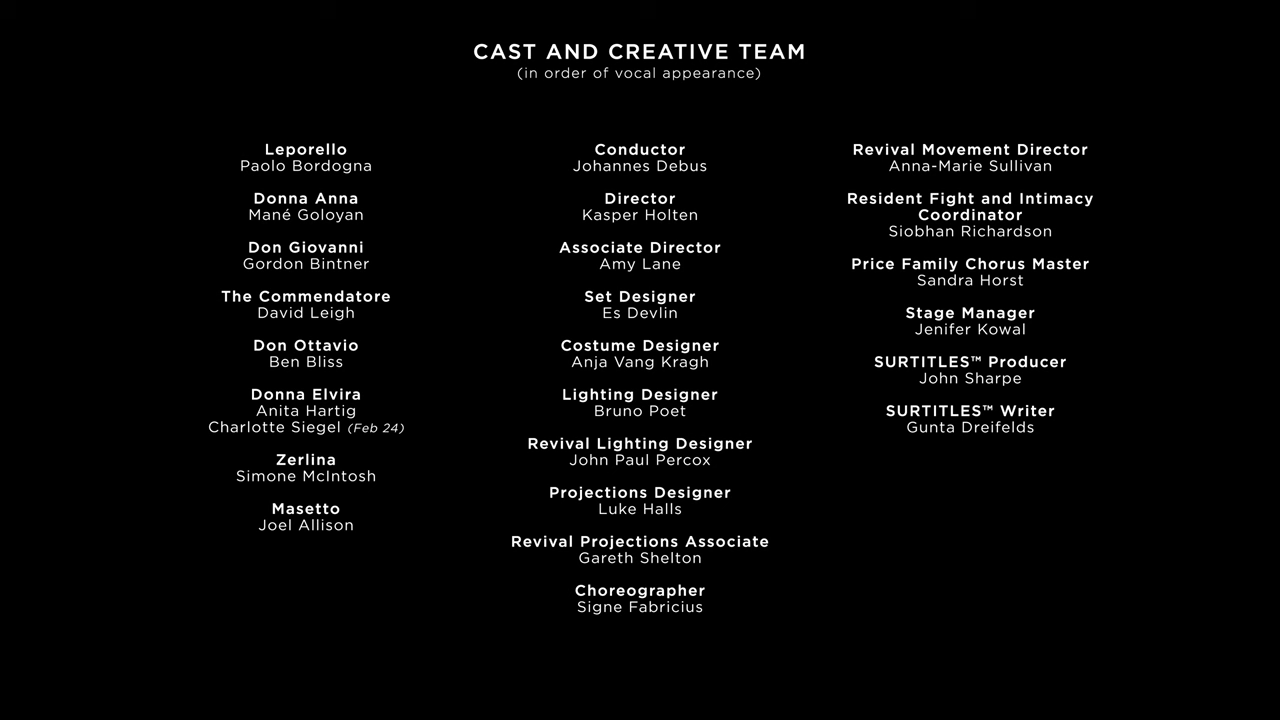 CAST AND CREATIVE TEAM
(in order of vocal appearance)
Leporello
Paolo Bordogna
Donna Anna
Mané Goloyan
Don Giovanni
Gordon Bintner
The Commendatore
David Leigh
Don Ottavio
Ben Bliss
Donna Elvira
Anita Hartig
Charlotte Siegel (Feb 24)
Zerlina
Simone McIntosh
Masetto
Joel Allison
Conductor
Johannes Debus
Director
Kasper Holten
Associate Director
Amy Lane
Set Designer
Es Devlin
Costume Designer
Anja Vang Kragh
Lighting Designer
Bruno Poet
Revival Lighting Designer
John Paul Percox
Projections Designer
Luke Halls
Revival Projections Associate
Gareth Shelton
Choreographer
Signe Fabricius
Revival Movement Director
Anna-Marie Sullivan
Resident Fight and Intimacy
Coordinator
Siobhan Richardson
Price Family Chorus Master
Sandra Horst
Stage Manager
Jenifer Kowal
SURTITLES™ Producer
John Sharpe
SURTITLES™ Writer
Gunta Dreifelds